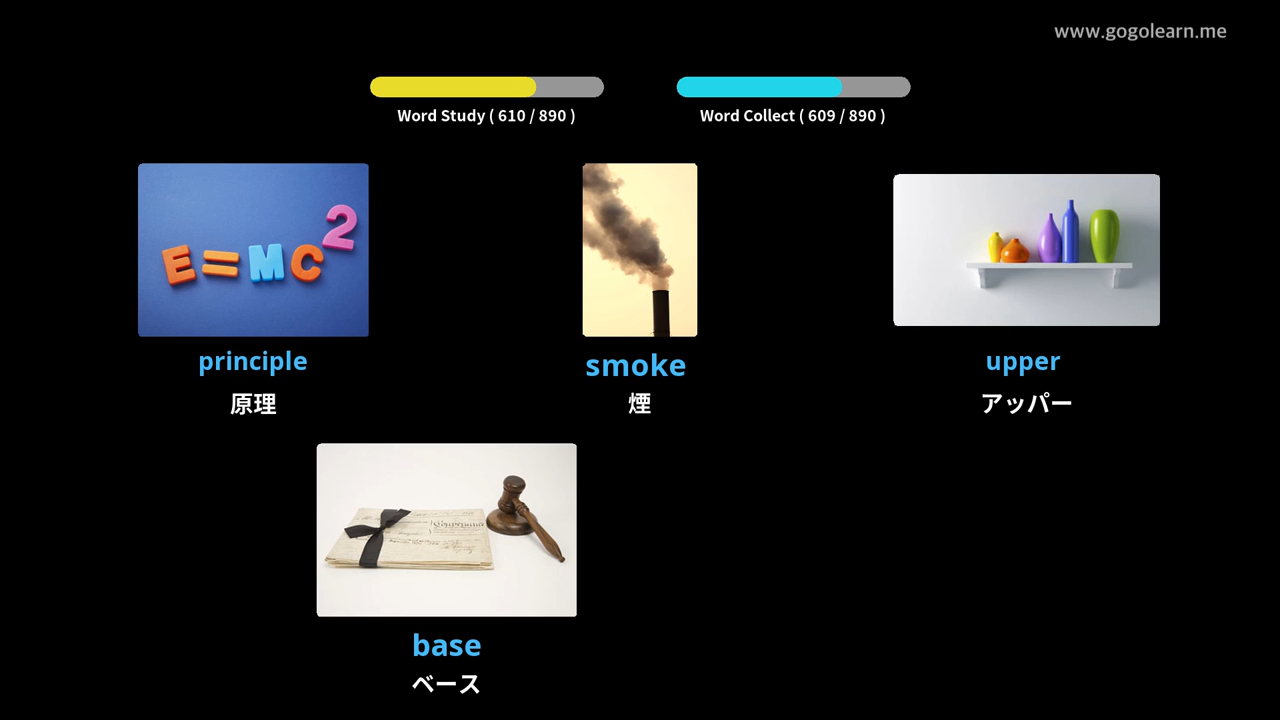 www.gogolearn.me
Word Study ( 610 / 890 )
Word Collect ( 609 / 890 )
E=MC2
principle
原理
smoke
煙
upper
アッパー
base
ベース